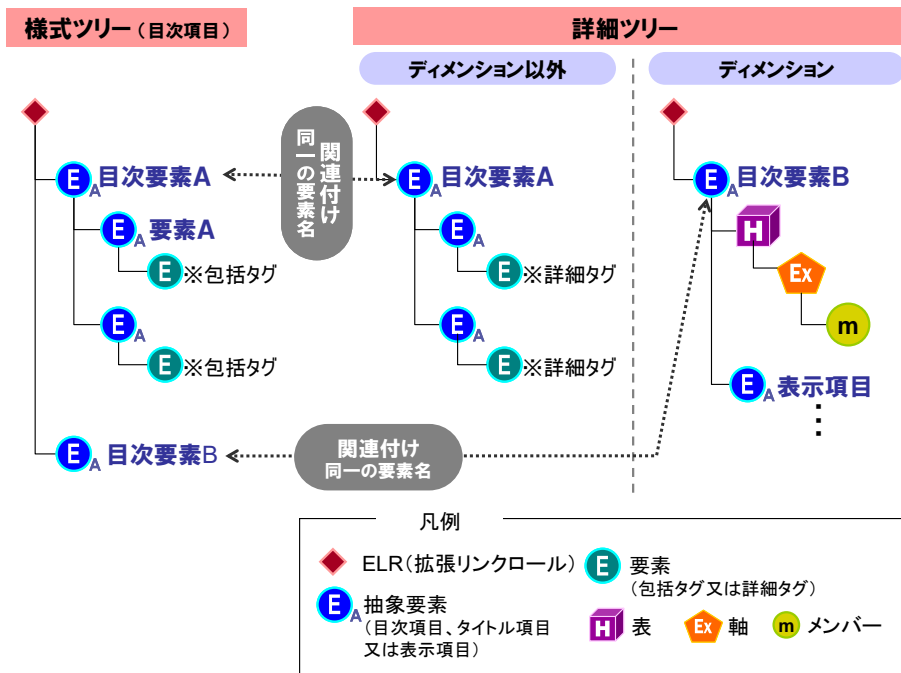 様式ツリー（目次項目）
詳細ツリー
ディメンション以外
ディメンション
関連付け
同一の要素名
E A 目次要素A
E A 要素A
E ※包括タグ
E A
E ※包括タグ
E A 目次要素B
E A 目次要素A
E A
E ※詳細タグ
E A
E ※詳細タグ
E A 目次要素B
H
Ex
m
E A 表示項目
関連付け
同一の要素名
凡例
ELR（拡張リンクロール）
E A 抽象要素
（目次項目、タイトル項目
又は表示項目）
E 要素
（包括タグ又は詳細タグ）
H 表
Ex 軸
m メンバー